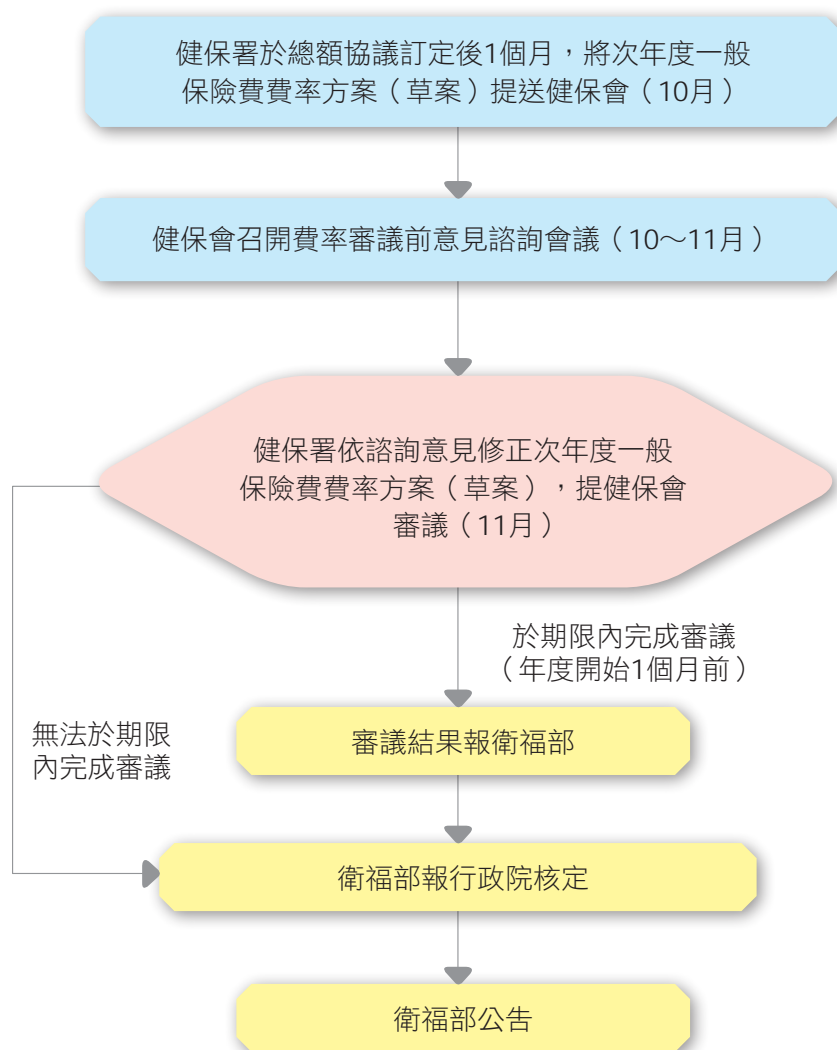 健保署於總額協議訂定後1個月，將次年度一般
保險費費率方案（草案）提送健保會（10月）
健保會召開費率審議前意見諮詢會議（10～11月）
健保署依諮詢意見修正次年度一般
保險費費率方案（草案），提健保會
審議（11月）
於期限內完成審議
（年度開始1個月前）
無法於期限
內完成審議
審議結果報衛福部
衛福部報行政院核定
衛福部公告